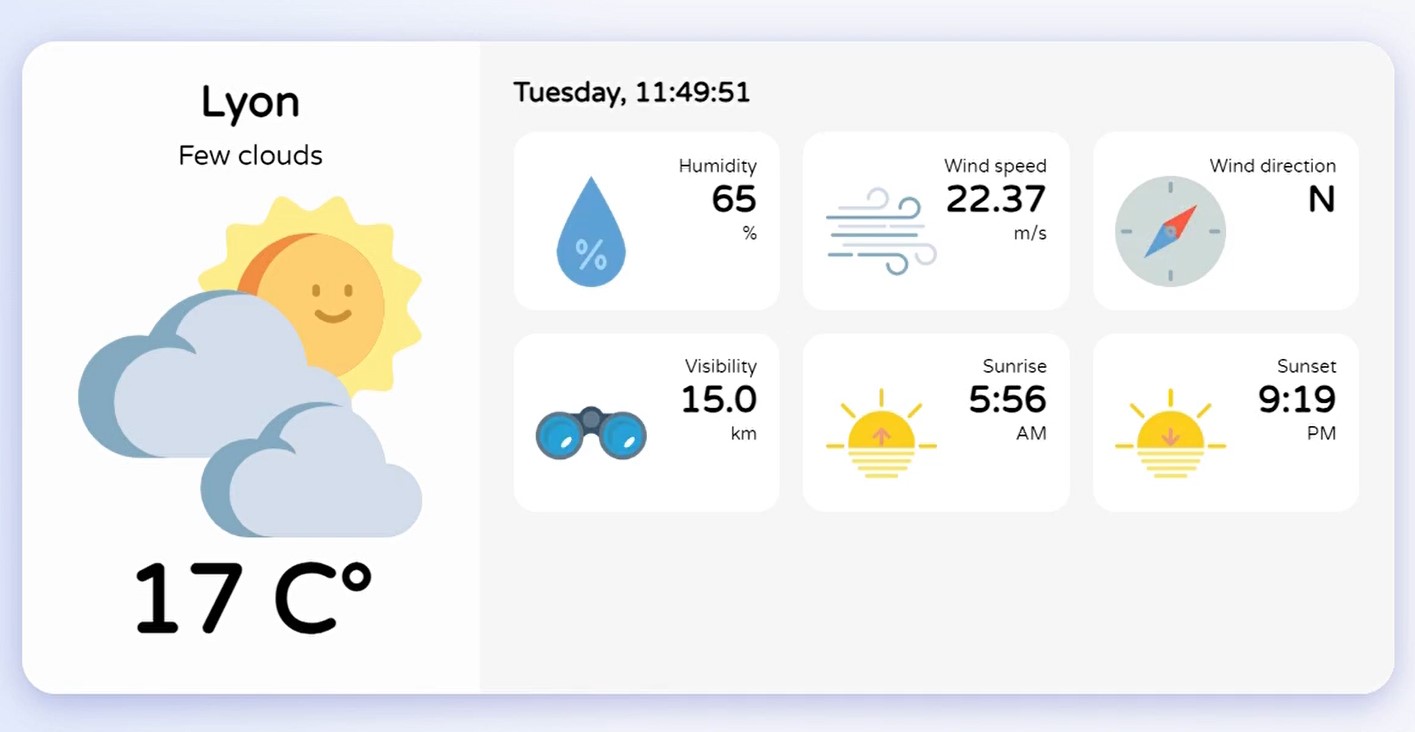 Lyon
Few clouds
17 C°
Tuesday, 11:49:51
Humidity
65
%
%
Wind speed
22.37
m/s
Wind direction
N
Visibility
15.0
km
Sunrise
5:56
AM
Sunset
9:19
PM